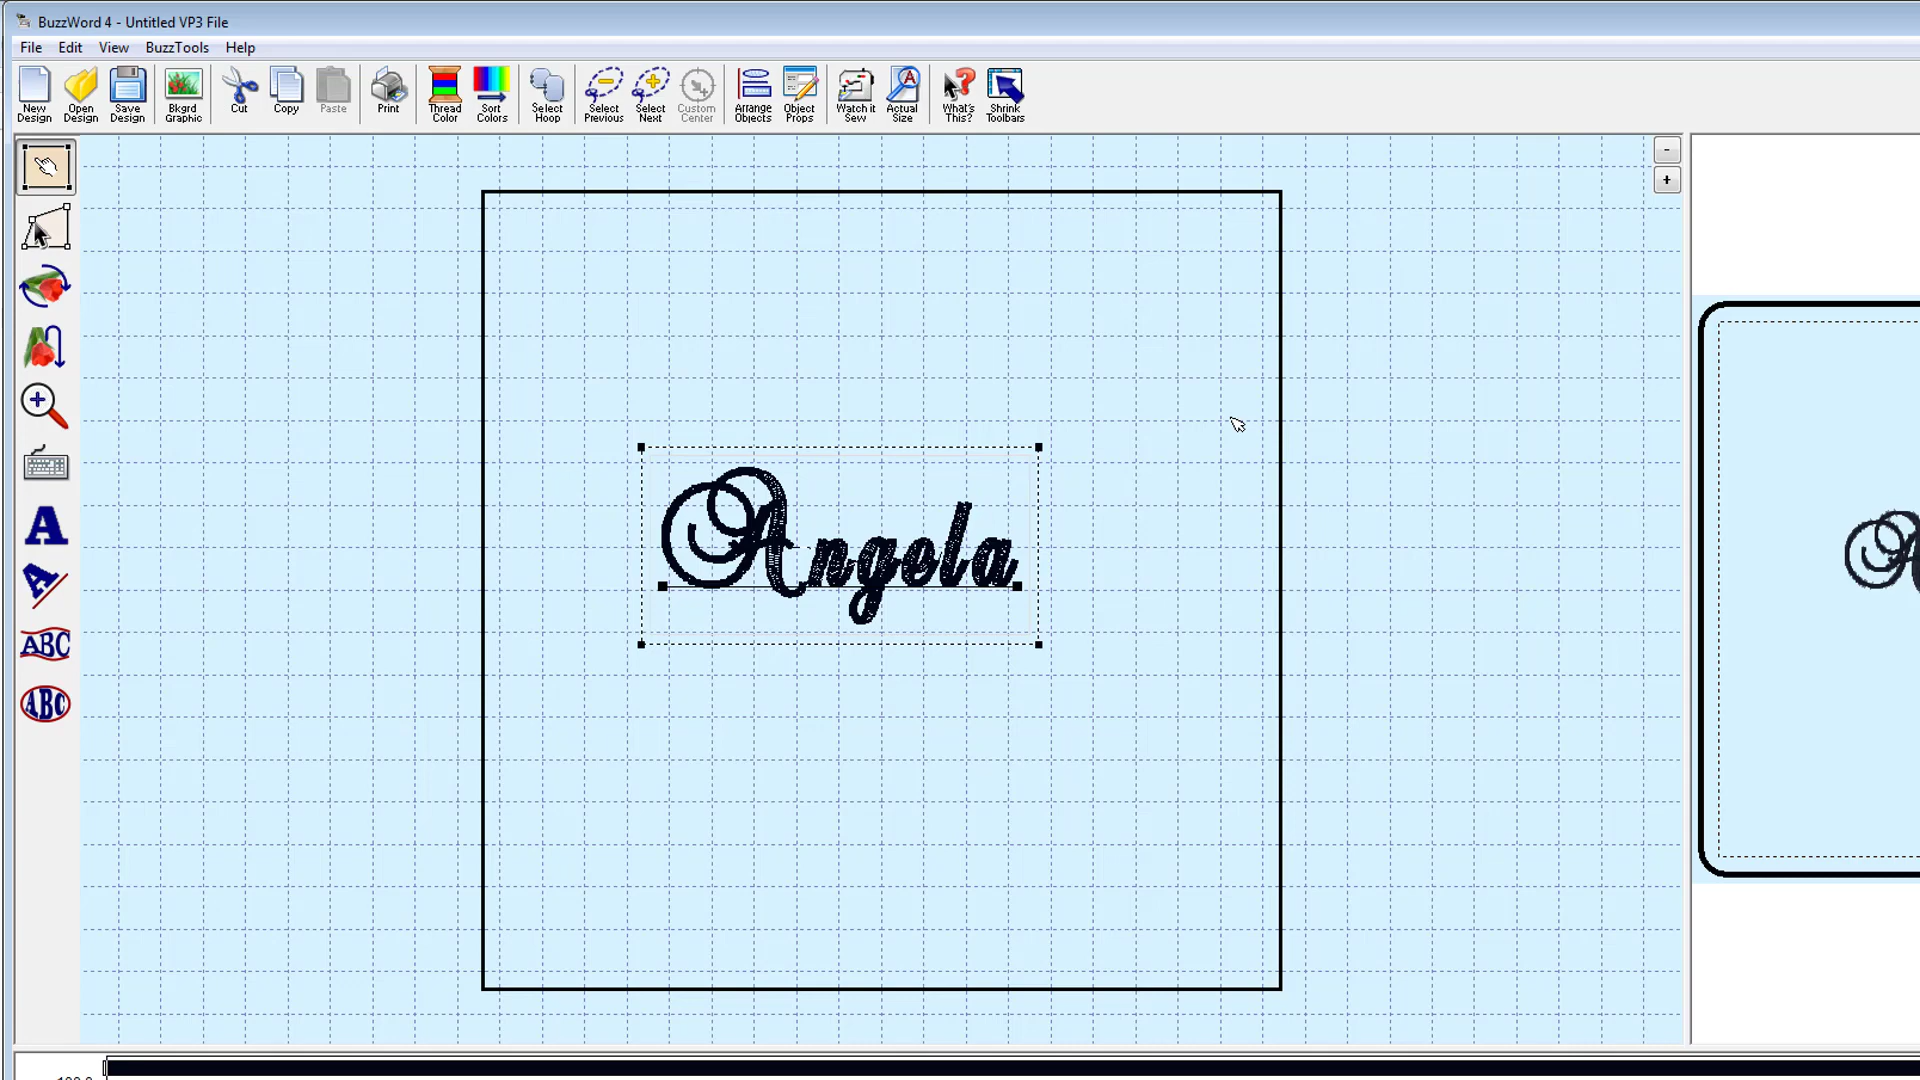 BuzzWord 4 - Untitled VP3 File
File Edit View BuzzTools Help
New Design Open Design Save Design Bkgrd Graphic Cut Copy Paste Print Thread Color Sort Colors Select Hoop Select Previous Select Next Custom Center Arrange Objects Object Props Watch it Sew Actual Size What's This? Shrink Toolbars
Angela
A
A
ABC
ABC